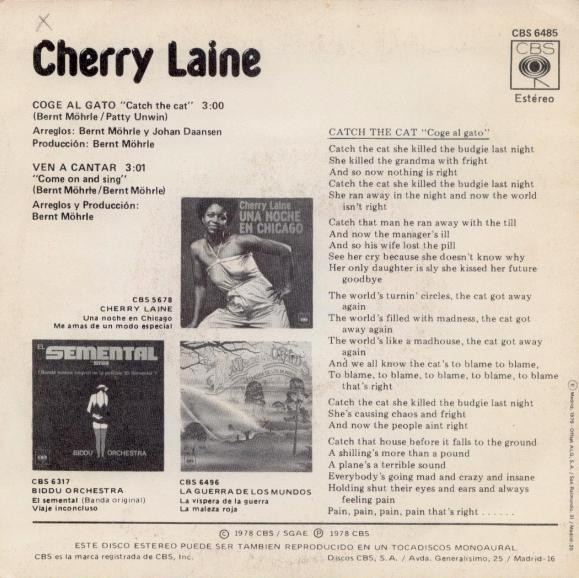 CBS 6485
CBS
Estéreo
Cherry Laine
COGE AL GATO "Catch the cat" 3:00
(Bernt Möhrle/Patty Unwin)
Arreglos: Bernt Möhrle y Johan Daansen
Producción: Bernt Möhrle
VEN A CANTAR 3:01
"Come on and sing"
(Bernt Möhrle/Bernt Möhrle)
Arreglos y Producción:
Bernt Möhrle
Cherry Laine
UNA NOCHE
EN CHICAGO
CBS 5678
CHERRY LAINE
Una noche en Chicago
Me amas de un modo especial
EL SEMENTAL
(Banda sonora original de la película "El Semental")
BIDDU ORCHESTRA
CBS 6317
BIDDU ORCHESTRA
El semental (Banda original)
Viaje inconcluso
CBS 6496
LA GUERRA DE LOS MUNDOS
La víspera de la guerra
La maleza roja
CATCH THE CAT "Coge al gato"
Catch the cat she killed the budgie last night
She killed the grandma with fright
And so now nothing is right
Catch the cat she killed the budgie last night
She ran away in the night and now the world
isn't right
Catch that man he ran away with the till
And now the manager's ill
And so his wife lost the pill
See her cry because she doesn't know why
Her only daughter is sly she kissed her future
goodbye
The world's turnin' circles, the cat got away
again
The world's filled with madness, the cat got
away again
The world's like a madhouse, the cat got away
again
And we all know the cat's to blame to blame,
To blame, to blame, to blame, to blame, to blame
that's right
Catch the cat she killed the budgie last night
She's causing chaos and fright
And now the people aint right
Catch that house before it falls to the ground
A shilling's more than a pound
A plane's a terrible sound
Everybody's going mad and crazy and insane
Holding shut their eyes and ears and always
feeling pain
Pain, pain, pain, pain that's right . . . . . .
© 1978 CBS / SGAE ℗ 1978 CBS
ESTE DISCO ESTEREO PUEDE SER TAMBIEN REPRODUCIDO EN UN TOCADISCOS MONOAURAL
CBS es la marca registrada de CBS, Inc.
Discos CBS, S.A. / Avda. Generalísimo, 25 / Madrid-16